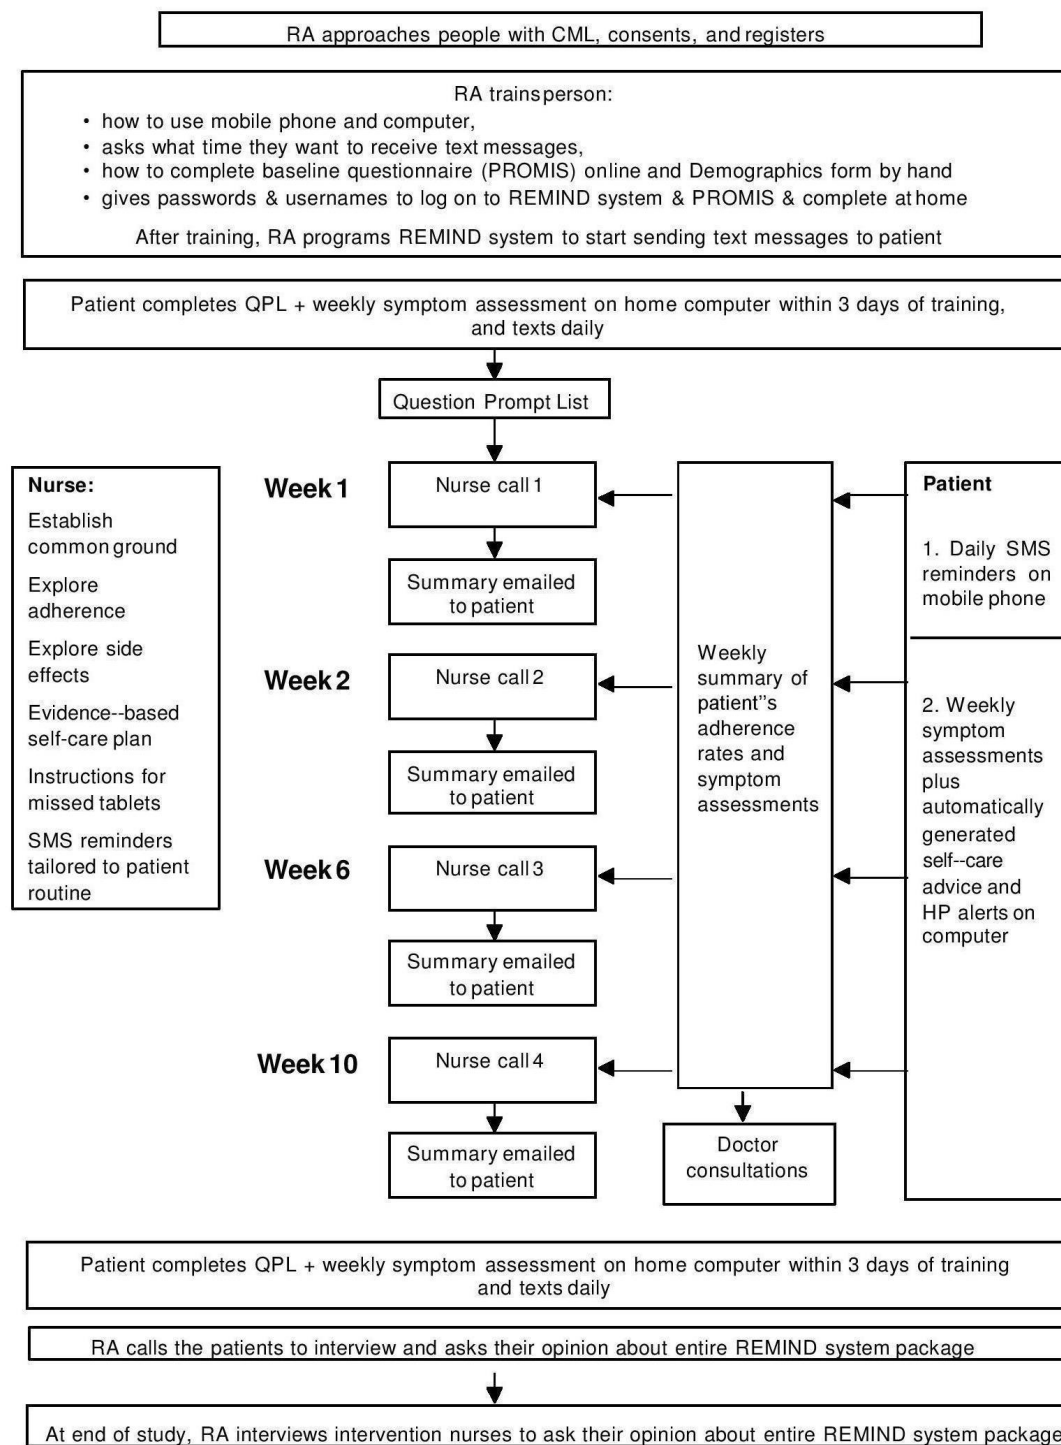 RA approaches people with CML, consents, and registers
RA trainsperson:
• how to use mobile phone and computer,
• asks what time they want to receive text messages,
• how to complete baseline questionnaire (PROMIS) online and Demographics form by hand
• gives passwords & usernames to log on to REMIND system & PROMIS & complete at home
After training, RA programs REMIND system to start sending text messages to patient
Patient completes QPL + weekly symptom assessment on home computer within 3 days of training,
and texts daily
Question Prompt List
Nurse:
Establish
common ground
Explore
adherence
Explore side
effects
Evidence--based
self-care plan
Instructions for
missed tablets
SMS reminders
tailored to patient
routine
Week 1
Nurse call 1
Summary emailed
to patient
Week 2
Nurse call 2
Summary emailed
to patient
Week 6
Nurse call 3
Summary emailed
to patient
Week 10
Nurse call 4
Summary emailed
to patient
Weekly
summary of
patient"s
adherence
rates and
symptom
assessments
Doctor
consultations
Patient
1. Daily SMS
reminders on
mobile phone
2. Weekly
symptom
assessments
plus
automatically
generated
self--care
advice and
HP alerts on
computer
Patient completes QPL + weekly symptom assessment on home computer within 3 days of training
and texts daily
RA calls the patients to interview and asks their opinion about entire REMIND system package
At end of study, RA interviews intervention nurses to ask their opinion about entire REMIND system package